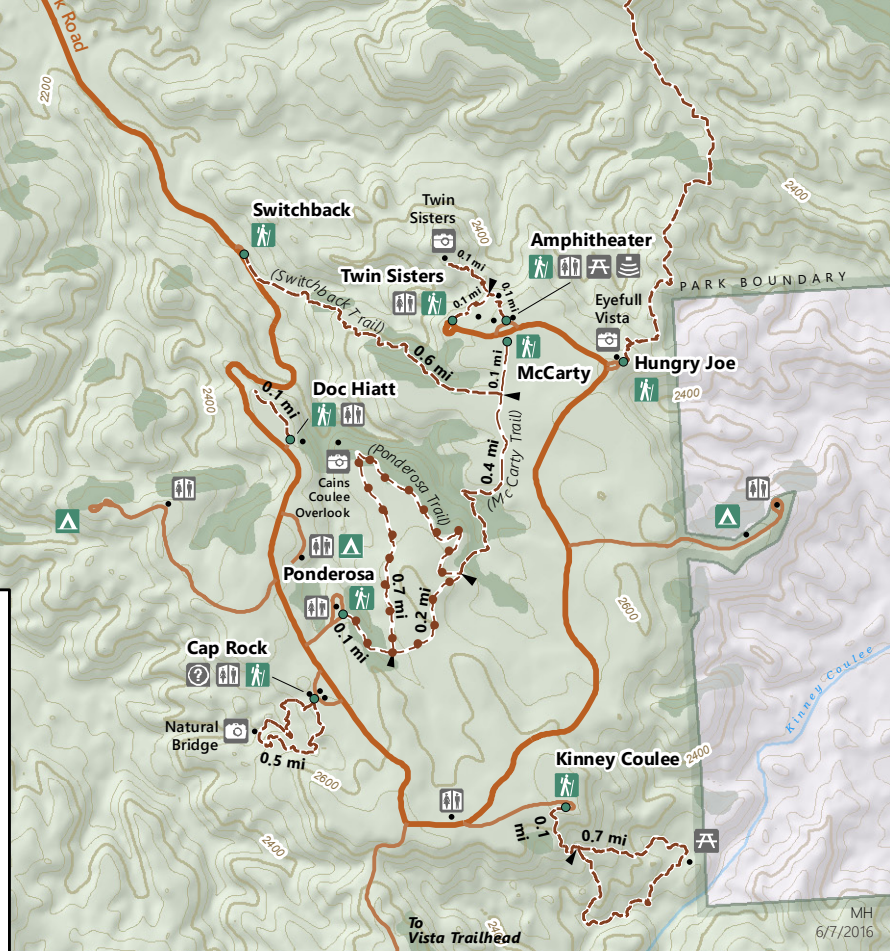 k Road
2200
2400
Switchback
Twin
Sisters
2400
Amphitheater
PARK BOUNDARY
Twin Sisters
0.1 mi
0.1 mi
0.1 mi
(Switchback Trail)
Eyefull
Vista
0.6 mi
0.1 mi
McCarty
Hungry Joe
2400
2400
0.1 mi
Doc Hiatt
(Ponderosa Trail)
0.4 mi
(Mc Carty Trail)
Cains
Coulee
Overlook
Ponderosa
0.7 mi
0.2 mi
0.1 mi
2600
Cap Rock
?
Kinney Coulee
Natural
Bridge
0.5 mi
2600
Kinney Coulee
2400
0.1
mi
0.7 mi
2400
To
Vista Trailhead
240
MH
6/7/2016